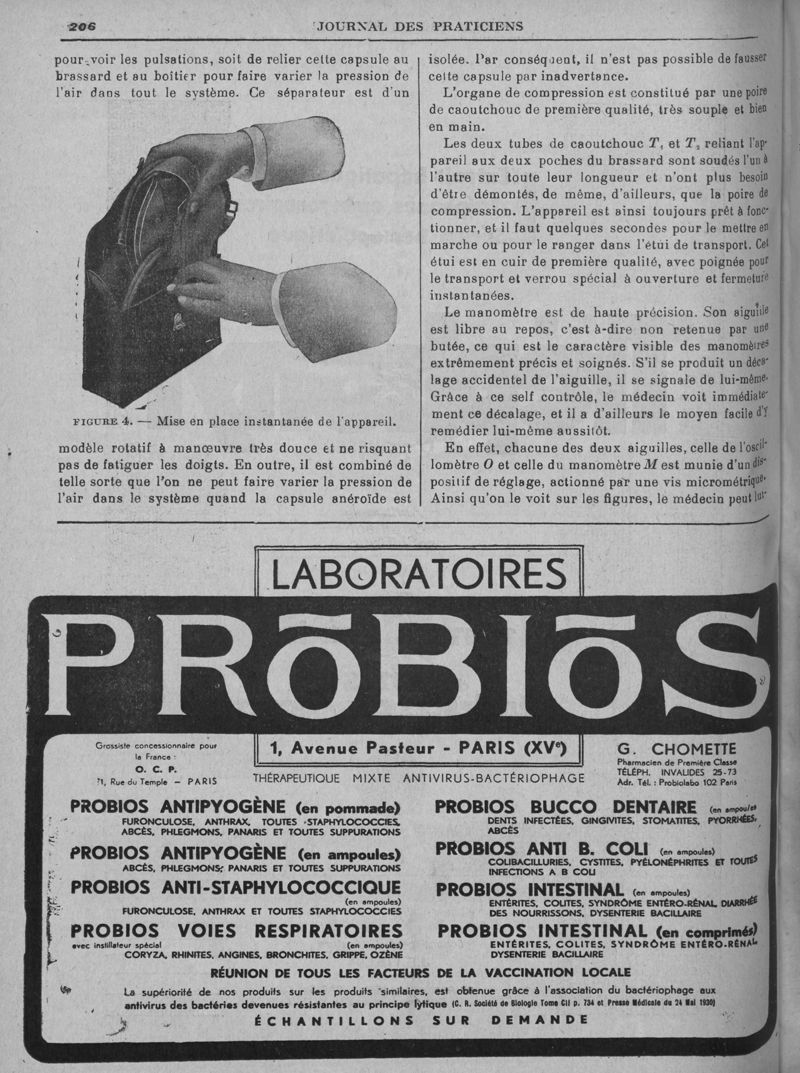 206
JOURNAL DES PRATICIENS
pour voir les pulsations, soit de relier cette capsule au
brassard et au boîtier pour faire varier la pression de
l'air dans tout le système. Ce séparateur est d'un
FIGURE 4. — Mise en place instantanée de l'appareil.
modèle rotatif à manœuvre très douce et ne risquant
pas de fatiguer les doigts. En outre, il est combiné de
telle sorte que l'on ne peut faire varier la pression de
l'air dans le système quand la capsule anéroïde est
isolée. Par conséquent, il n'est pas possible de fausser
cette capsule par inadvertance.
L'organe de compression est constitué par une poire
de caoutchouc de première qualité, très souple et bien
en main.
Les deux tubes de caoutchouc T₁ et T₂ reliant l'ap-
pareil aux deux poches du brassard sont soudés l'un à
l'autre sur toute leur longueur et n'ont plus besoin
d'être démontés, de même, d'ailleurs, que la poire de
compression. L'appareil est ainsi toujours prêt à fonc-
tionner, et il faut quelques secondes pour le mettre en
marche ou pour le ranger dans l'étui de transport. Cet
étui est en cuir de première qualité, avec poignée pour
le transport et verrou spécial à ouverture et fermeture
instantanées.
Le manomètre est de haute précision. Son aiguille
est libre au repos, c'est à-dire non retenue par une
butée, ce qui est le caractère visible des manomètres
extrêmement précis et soignés. S'il se produit un déca-
lage accidentel de l'aiguille, il se signale de lui-même.
Grâce à ce self contrôle, le médecin voit immédiate-
ment ce décalage, et il a d'ailleurs le moyen facile d'y
remédier lui-même aussitôt.
En effet, chacune des deux aiguilles, celle de l'oscil-
lomètre O et celle du manomètre M est munie d'un dis-
positif de réglage, actionné par une vis micrométrique.
Ainsi qu'on le voit sur les figures, le médecin peut lui-
LABORATOIRES
PRōBIōS
Grossiste concessionnaire pour
la France :
O. C. P.
71, Rue du Temple – PARIS
1, Avenue Pasteur - PARIS (XVᵉ)
THÉRAPEUTIQUE MIXTE ANTIVIRUS-BACTÉRIOPHAGE
G. CHOMETTE
Pharmacien de Première Classe
TÉLÉPH. INVALIDES 25-73
Adr. Tél. : Probiolabo 102 Paris
PROBIOS ANTIPYOGÈNE (en pommade)
FURONCULOSE, ANTHRAX, TOUTES STAPHYLOCOCCIES,
ABCÈS, PHLEGMONS, PANARIS ET TOUTES SUPPURATIONS
PROBIOS ANTIPYOGÈNE (en ampoules)
ABCÈS, PHLEGMONS, PANARIS ET TOUTES SUPPURATIONS
PROBIOS ANTI-STAPHYLOCOCCIQUE
(en ampoules)
FURONCULOSE, ANTHRAX ET TOUTES STAPHYLOCOCCIES
PROBIOS VOIES RESPIRATOIRES
avec instillateur spécial (en ampoules)
CORYZA, RHINITES, ANGINES, BRONCHITES, GRIPPE, OZÈNE
PROBIOS BUCCO DENTAIRE (en ampoules)
DENTS INFECTÉES, GINGIVITES, STOMATITES, PYORRHÉES,
ABCÈS
PROBIOS ANTI B. COLI (en ampoules)
COLIBACILLURIES, CYSTITES, PYÉLONÉPHRITES ET TOUTES
INFECTIONS A B COLI
PROBIOS INTESTINAL (en ampoules)
ENTÉRITES, COLITES, SYNDRÔME ENTÉRO-RÉNAL, DIARRHÉE
DES NOURRISSONS, DYSENTERIE BACILLAIRE
PROBIOS INTESTINAL (en comprimés)
ENTÉRITES, COLITES, SYNDRÔME ENTÉRO-RÉNAL
DYSENTERIE BACILLAIRE
RÉUNION DE TOUS LES FACTEURS DE LA VACCINATION LOCALE
La supériorité de nos produits sur les produits similaires, est obtenue grâce à l'association du bactériophage aux
antivirus des bactéries devenues résistantes au principe lytique (C. R. Société de Biologie Tome CII p. 734 et Presse Médicale du 24 Mai 1930)
ÉCHANTILLONS SUR DEMANDE